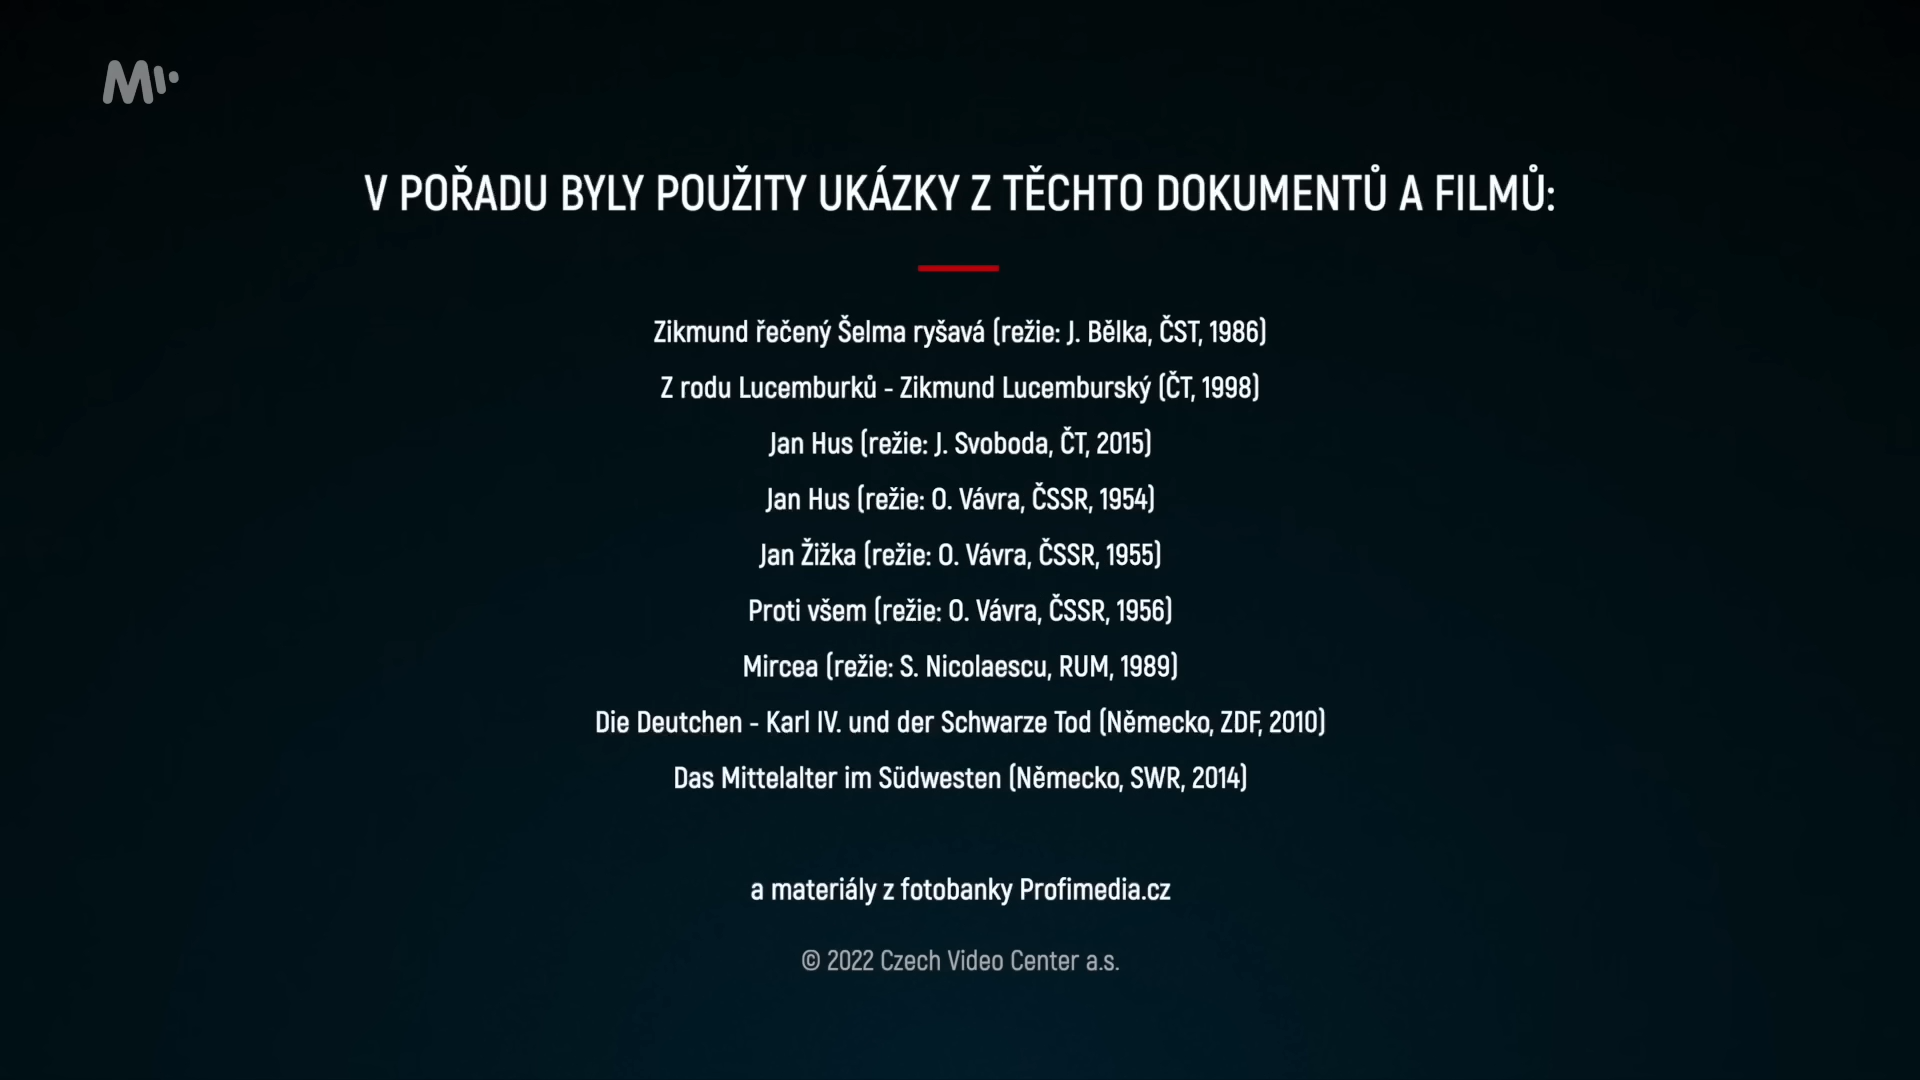 M
V POŘADU BYLY POUŽITY UKÁZKY Z TĚCHTO DOKUMENTŮ A FILMŮ:
Zikmund řečený Šelma ryšavá (režie: J. Bělka, ČST, 1986)
Z rodu Lucemburků - Zikmund Lucemburský (ČT, 1998)
Jan Hus (režie: J. Svoboda, ČT, 2015)
Jan Hus (režie: O. Vávra, ČSSR, 1954)
Jan Žižka (režie: O. Vávra, ČSSR, 1955)
Proti všem (režie: O. Vávra, ČSSR, 1956)
Mircea (režie: S. Nicolaescu, RUM, 1989)
Die Deutchen - Karl IV. und der Schwarze Tod (Německo, ZDF, 2010)
Das Mittelalter im Südwesten (Německo, SWR, 2014)
a materiály z fotobanky Profimedia.cz
© 2022 Czech Video Center a.s.